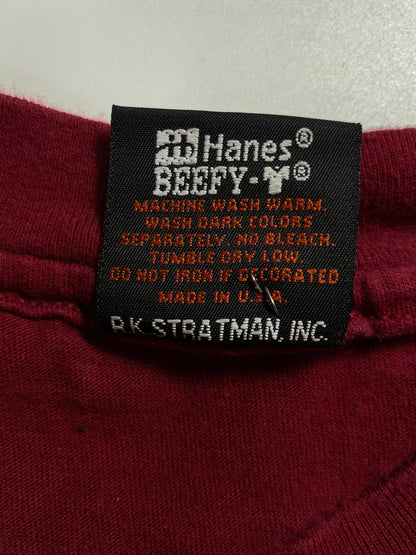 Hanes®
BEEFY-T®
MACHINE WASH WARM.
WASH DARK COLORS
SEPARATELY. NO BLEACH.
TUMBLE DRY LOW.
DO NOT IRON IF DECORATED
MADE IN U.S.A.
R.K. STRATMAN, INC.